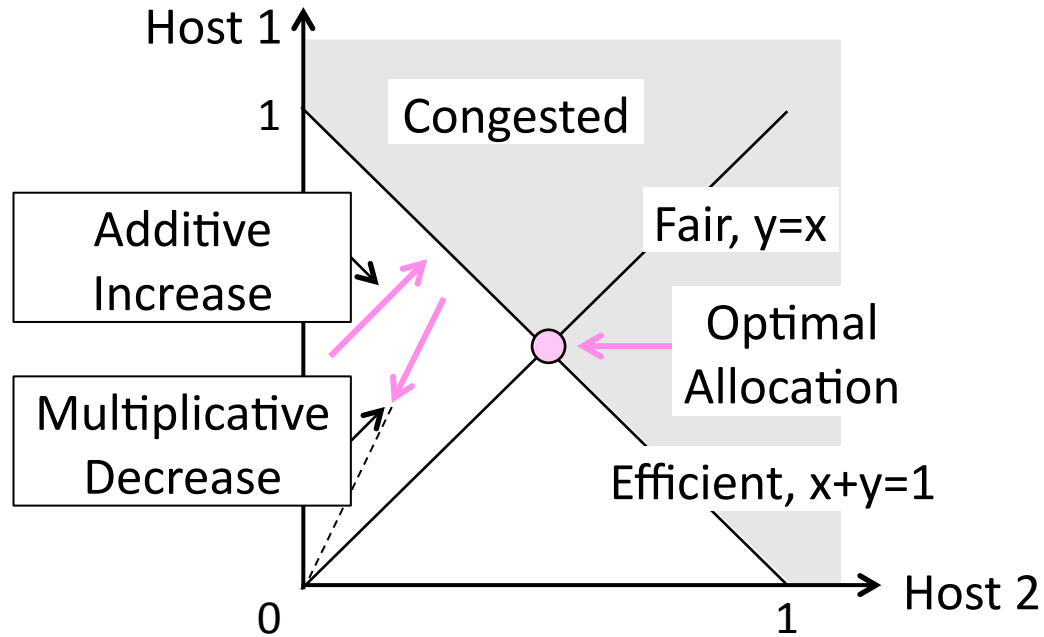 Host 1
1
Congested
Additive
Increase
Fair, y=x
Optimal
Allocation
Multiplicative
Decrease
Efficient, x+y=1
0
1
Host 2